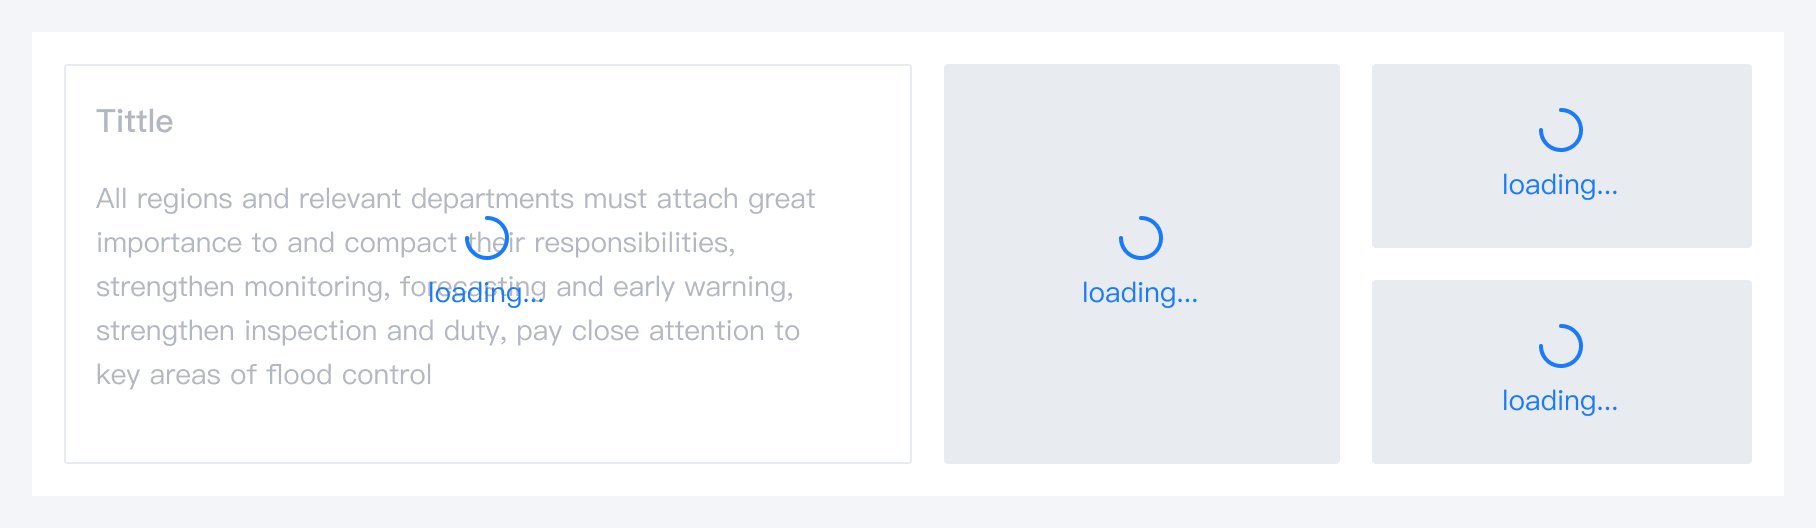 Tittle
All regions and relevant departments must attach great
importance to and compact their responsibilities,
strengthen monitoring, forecasting and early warning,
loading...
strengthen inspection and duty, pay close attention to
key areas of flood control
loading...
loading...
loading...